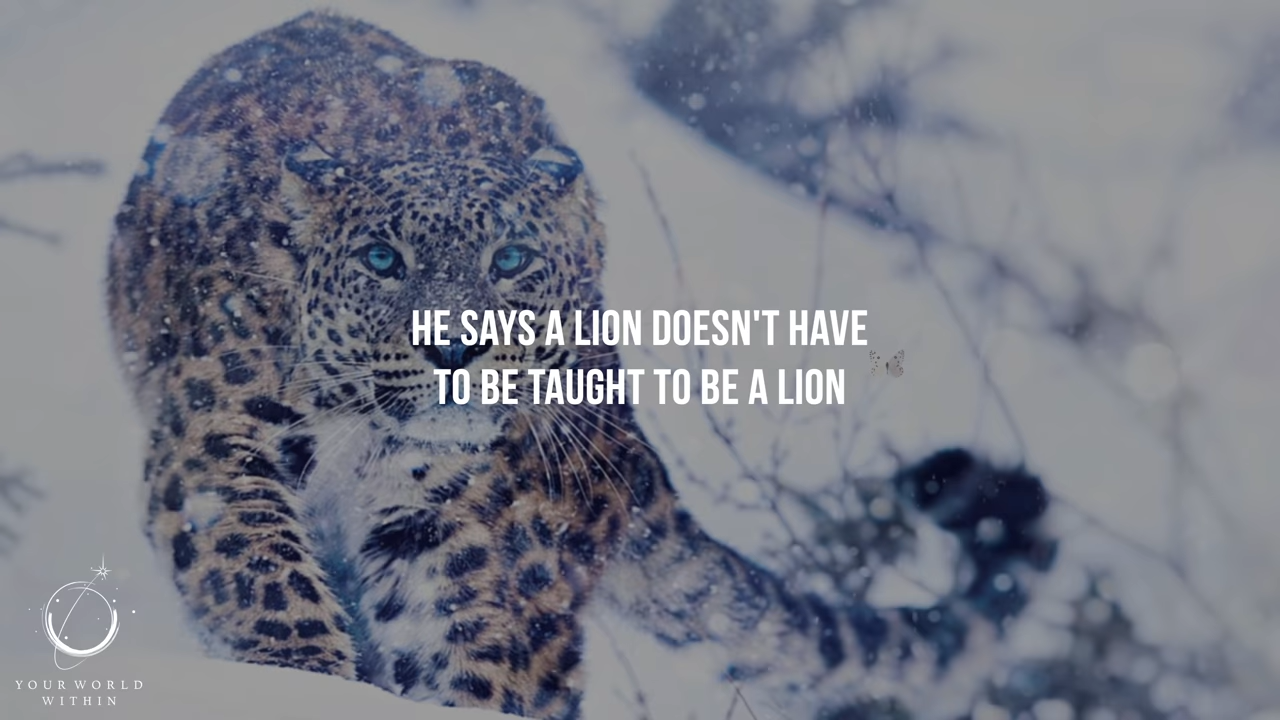 HE SAYS A LION DOESN'T HAVE
TO BE TAUGHT TO BE A LION
YOUR WORLD
WITHIN